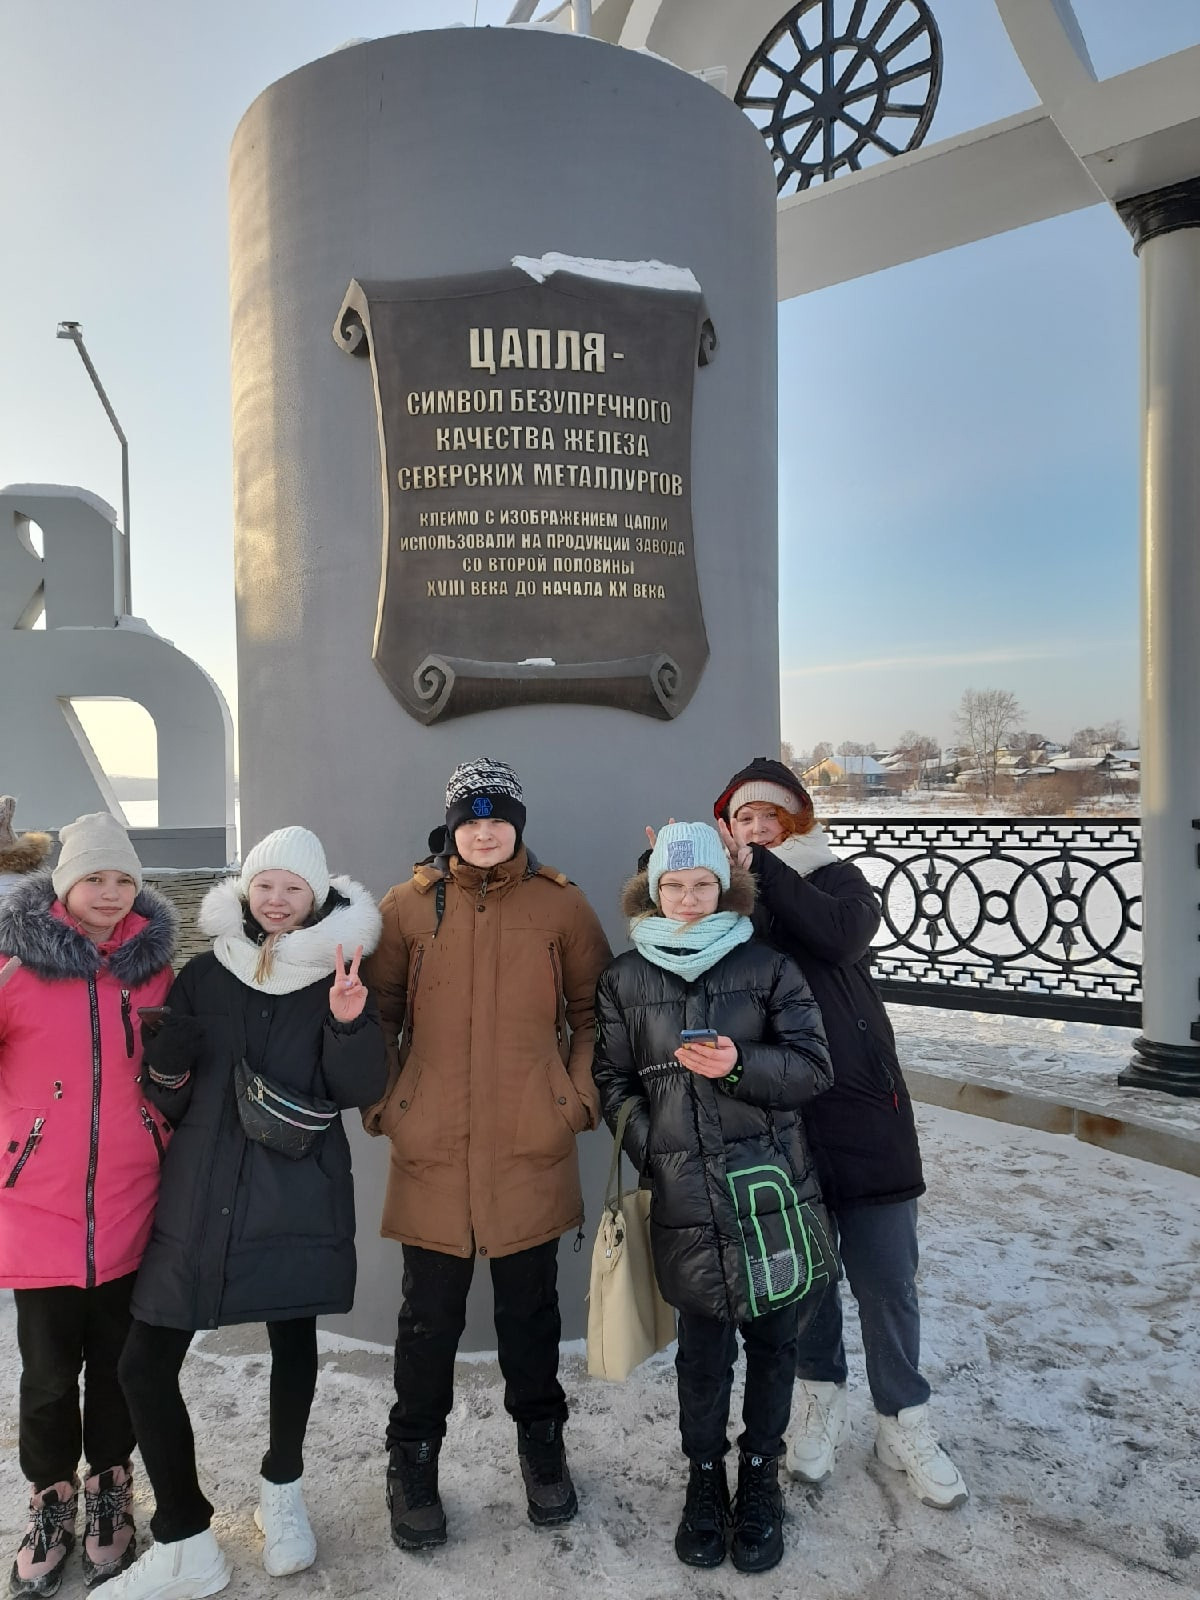 ЦАПЛЯ-
СИМВОЛ БЕЗУПРЕЧНОГО
КАЧЕСТВА ЖЕЛЕЗА
СЕВЕРСКИХ МЕТАЛЛУРГОВ
КЛЕЙМО С ИЗОБРАЖЕНИЕМ ЦАПЛИ
ИСПОЛЬЗОВАЛИ НА ПРОДУКЦИИ ЗАВОДА
СО ВТОРОЙ ПОЛОВИНЫ
XVIII ВЕКА ДО НАЧАЛА XX ВЕКА